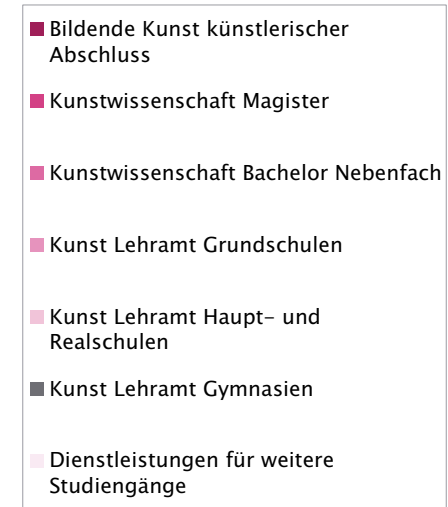 Bildende Kunst künstlerischer
Abschluss
Kunstwissenschaft Magister
Kunstwissenschaft Bachelor Nebenfach
Kunst Lehramt Grundschulen
Kunst Lehramt Haupt- und
Realschulen
Kunst Lehramt Gymnasien
Dienstleistungen für weitere
Studiengänge